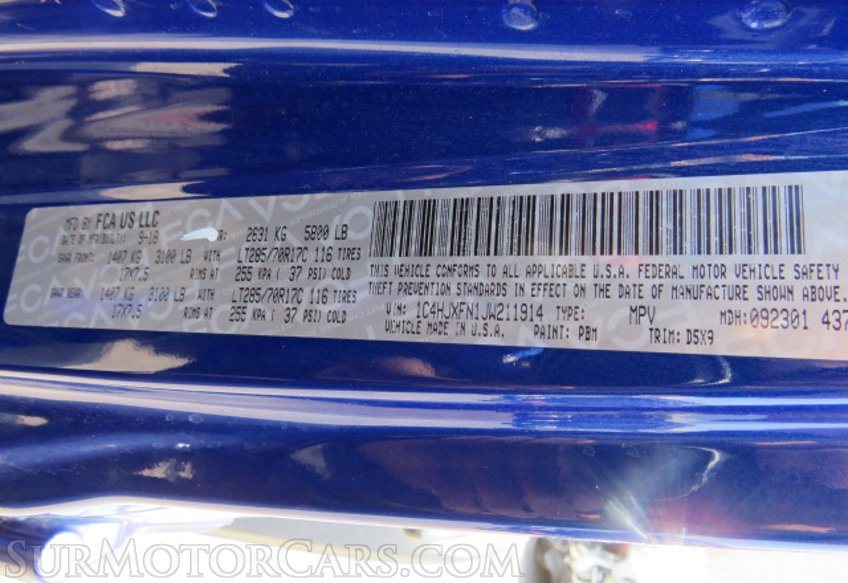 MFD BY FCA US LLC
DATE OF MFR/BUILT: 9-18 R: 2631 KG 5800 LB
GAWR FRONT: 1407 KG 3100 LB WITH LT285/70R17C 116 TIRES
17X7.5 RIMS AT 255 KPA ( 37 PSI) COLD
GAWR REAR: 1407 KG 3100 LB WITH LT285/70R17C 116 TIRES
17X7.5 RIMS AT 255 KPA ( 37 PSI) COLD
THIS VEHICLE CONFORMS TO ALL APPLICABLE U.S.A. FEDERAL MOTOR VEHICLE SAFETY
THEFT PREVENTION STANDARDS IN EFFECT ON THE DATE OF MANUFACTURE SHOWN ABOVE.
VIN: 1C4HJXFN1JW211914 TYPE: MPV MDH: 092301 437
VEHICLE MADE IN U.S.A. PAINT: PBM TRIM: D5X9
SURMOTORCARS.COM